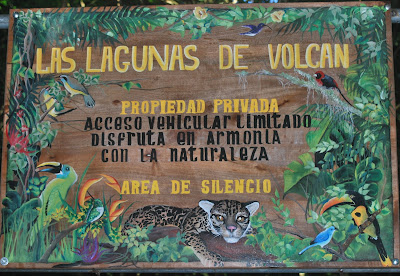 LAS LAGUNAS DE VOLCAN
PROPIEDAD PRIVADA
ACCESO VEHICULAR LIMITADO
DISFRUTA EN ARMONIA
CON LA NATURALEZA
AREA DE SILENCIO